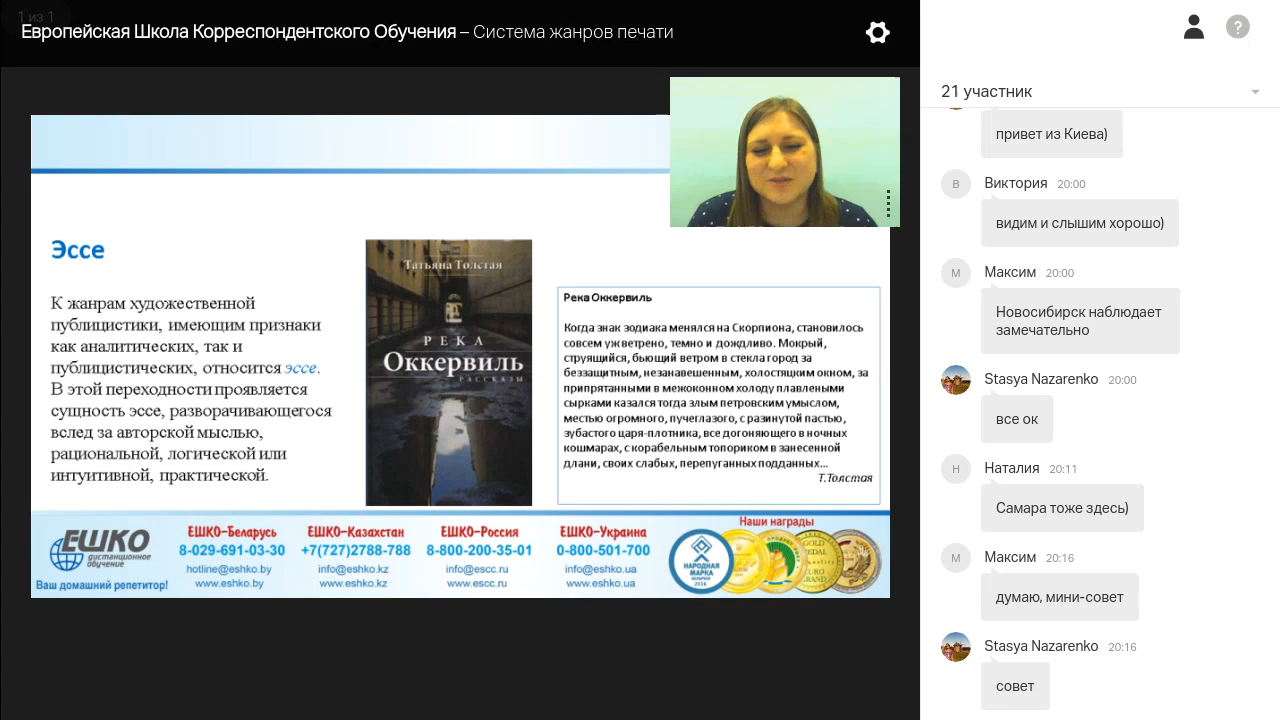 1 из 1
Европейская Школа Корреспондентского Обучения – Система жанров печати
Эссе
К жанрам художественной
публицистики, имеющим признаки
как аналитических, так и
публицистических, относится эссе.
В этой переходности проявляется
сущность эссе, разворачивающегося
вслед за авторской мыслью,
рациональной, логической или
интуитивной, практической.
Татьяна Толстая
РЕКА
Оккервиль
РАССКАЗЫ
Река Оккервиль
Когда знак зодиака менялся на Скорпиона, становилось
совсем уж ветрено, темно и дождливо. Мокрый,
струящийся, бьющий ветром в стекла город за
беззащитным, незанавешенным, холостяцким окном, за
припрятанными в межоконном холоду плавлеными
сырками казался тогда злым петровским умыслом,
местью огромного, пучеглазого, с разинутой пастью,
зубастого царя-плотника, все догоняющего в ночных
кошмарах, с корабельным топориком в занесенной
длани, своих слабых, перепуганных подданных...
Т.Толстая
ЕШКО
дистанционное
обучение
Ваш домашний репетитор!
ЕШКО-Беларусь
8-029-691-03-30
hotline@eshko.by
www.eshko.by
ЕШКО-Казахстан
+7(727)2788-788
info@eshko.kz
www.eshko.kz
ЕШКО-Россия
8-800-200-35-01
info@escc.ru
www.escc.ru
ЕШКО-Украина
0-800-501-700
info@eshko.ua
www.eshko.ua
Наши награды
НАРОДНАЯ
МАРКА
2016
GOLD
MEDAL
EURO
GRAND
?
21 участник
привет из Киева)
В
Виктория 20:00
видим и слышим хорошо)
М
Максим 20:00
Новосибирск наблюдает
замечательно
Stasya Nazarenko 20:00
все ок
Н
Наталия 20:11
Самара тоже здесь)
М
Максим 20:16
думаю, мини-совет
Stasya Nazarenko 20:16
совет